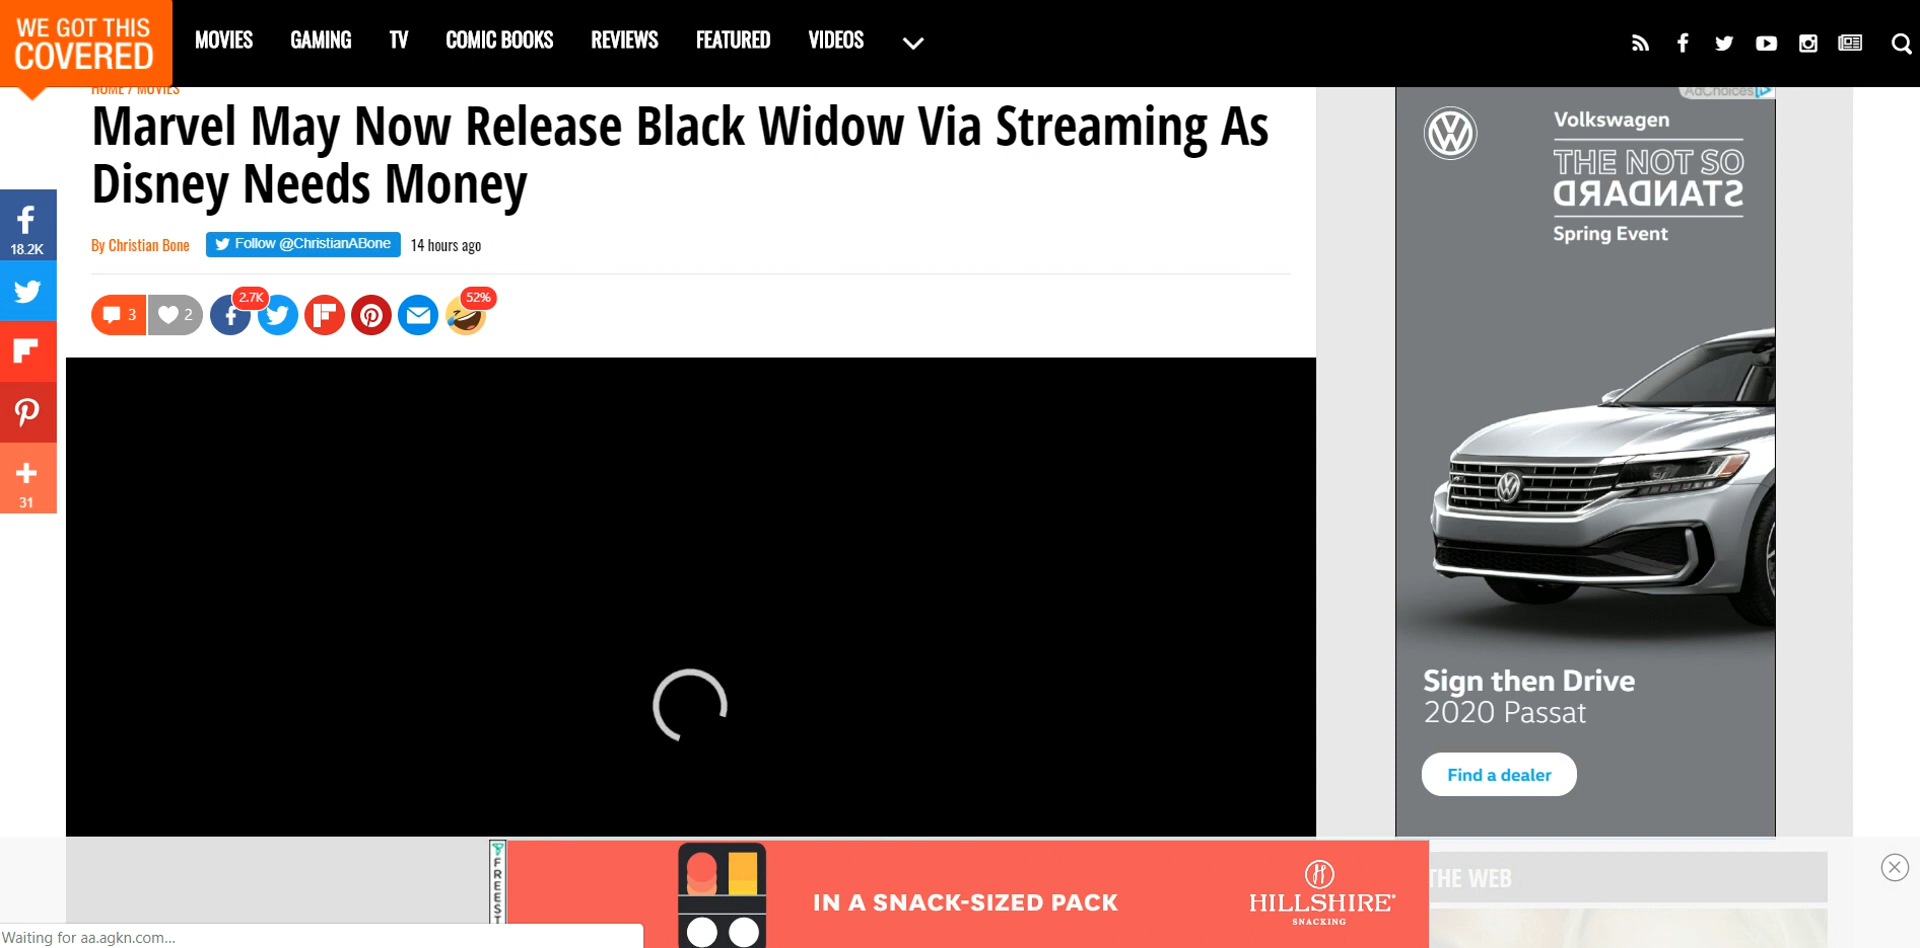 WE GOT THIS
COVERED
MOVIES GAMING TV COMIC BOOKS REVIEWS FEATURED VIDEOS
HOME / MOVIES
Marvel May Now Release Black Widow Via Streaming As
Disney Needs Money
By Christian Bone Follow @ChristianABone 14 hours ago
3 2 2.7K 52%
18.2K
31
AdChoices
Volkswagen
THE NOT SO
STANDARD
Spring Event
Sign then Drive
2020 Passat
Find a dealer
FREEST
IN A SNACK-SIZED PACK
HILLSHIRE®
SNACKING
THE WEB
Waiting for aa.agkn.com...